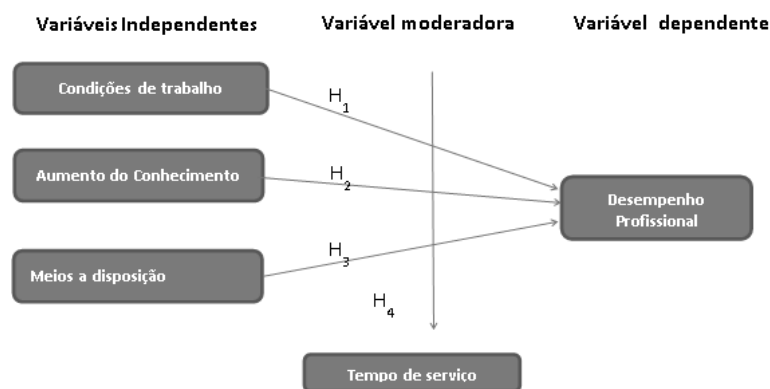 Variáveis Independentes
Variável moderadora
Variável dependente
Condições de trabalho
H1
Aumento do Conhecimento
H2
Desempenho
Profissional
Meios a disposição
H3
H4
Tempo de serviço